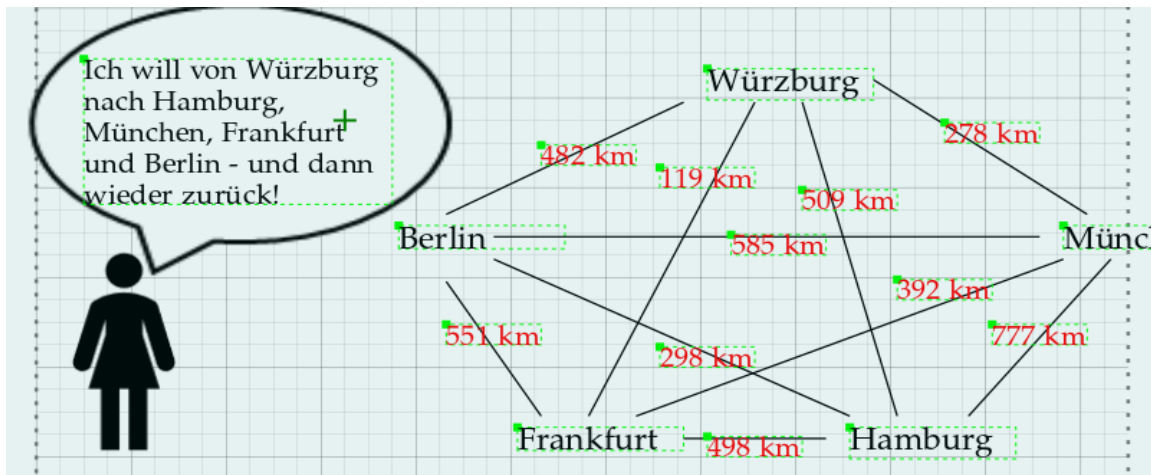 Ich will von Würzburg
nach Hamburg,
München, Frankfurt
und Berlin - und dann
wieder zurück!
Würzburg
278 km
482 km
119 km
509 km
Berlin
585 km
Münch
392 km
551 km
298 km
777 km
Frankfurt
498 km
Hamburg